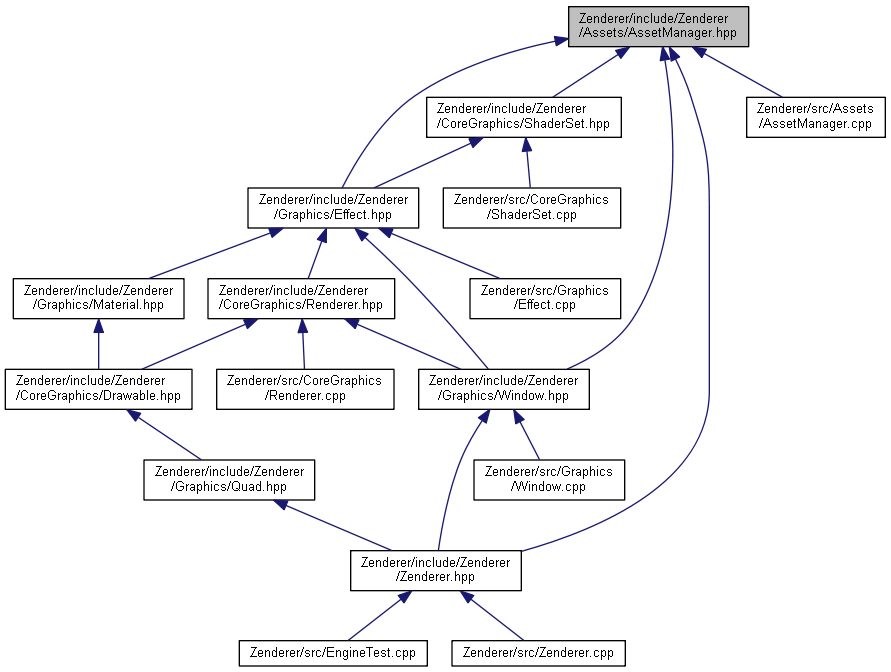 Zenderer/include/Zenderer
/Assets/AssetManager.hpp
Zenderer/include/Zenderer
/CoreGraphics/ShaderSet.hpp
Zenderer/src/Assets
/AssetManager.cpp
Zenderer/include/Zenderer
/Graphics/Effect.hpp
Zenderer/src/CoreGraphics
/ShaderSet.cpp
Zenderer/include/Zenderer
/Graphics/Material.hpp
Zenderer/include/Zenderer
/CoreGraphics/Renderer.hpp
Zenderer/src/Graphics
/Effect.cpp
Zenderer/include/Zenderer
/CoreGraphics/Drawable.hpp
Zenderer/src/CoreGraphics
/Renderer.cpp
Zenderer/include/Zenderer
/Graphics/Window.hpp
Zenderer/include/Zenderer
/Graphics/Quad.hpp
Zenderer/src/Graphics
/Window.cpp
Zenderer/include/Zenderer
/Zenderer.hpp
Zenderer/src/EngineTest.cpp
Zenderer/src/Zenderer.cpp